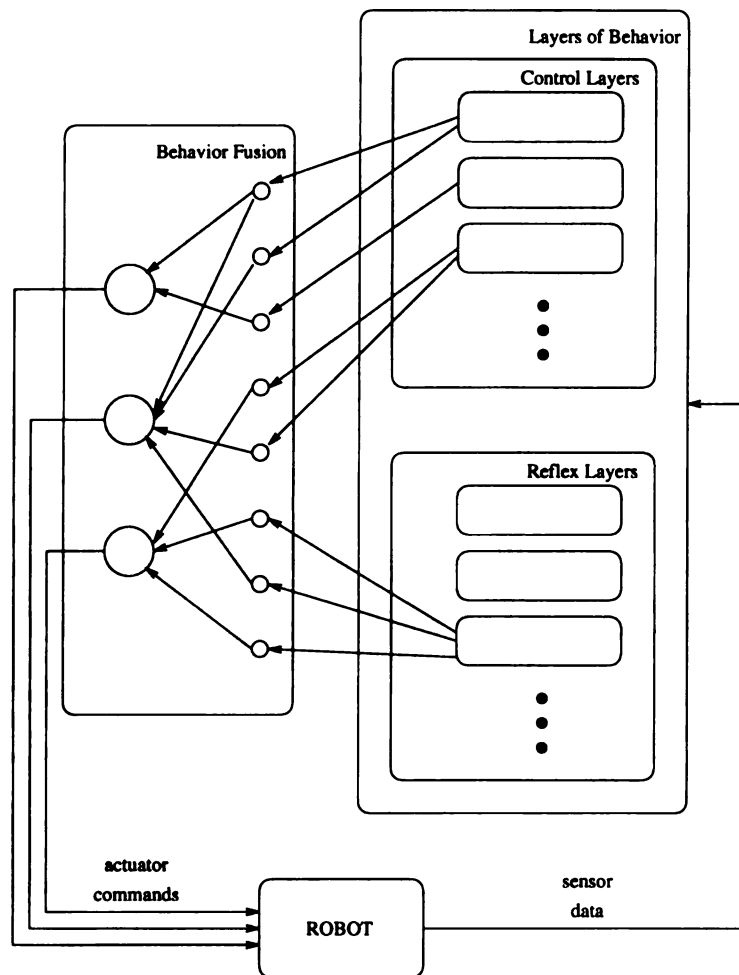 Layers of Behavior
Control Layers
Behavior Fusion
Reflex Layers
actuator
commands
sensor
data
ROBOT